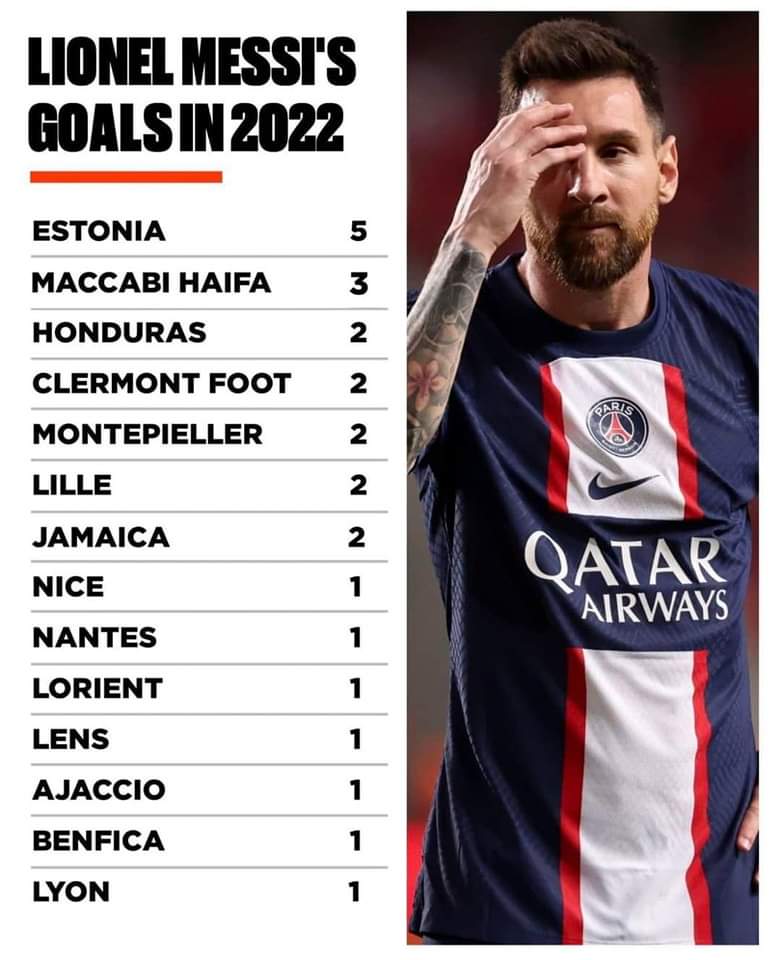 LIONEL MESSI'S
GOALS IN 2022
ESTONIA 5
MACCABI HAIFA 3
HONDURAS 2
CLERMONT FOOT 2
MONTEPIELLER 2
LILLE 2
JAMAICA 2
NICE 1
NANTES 1
LORIENT 1
LENS 1
AJACCIO 1
BENFICA 1
LYON 1
PARIS
QATAR
AIRWAYS